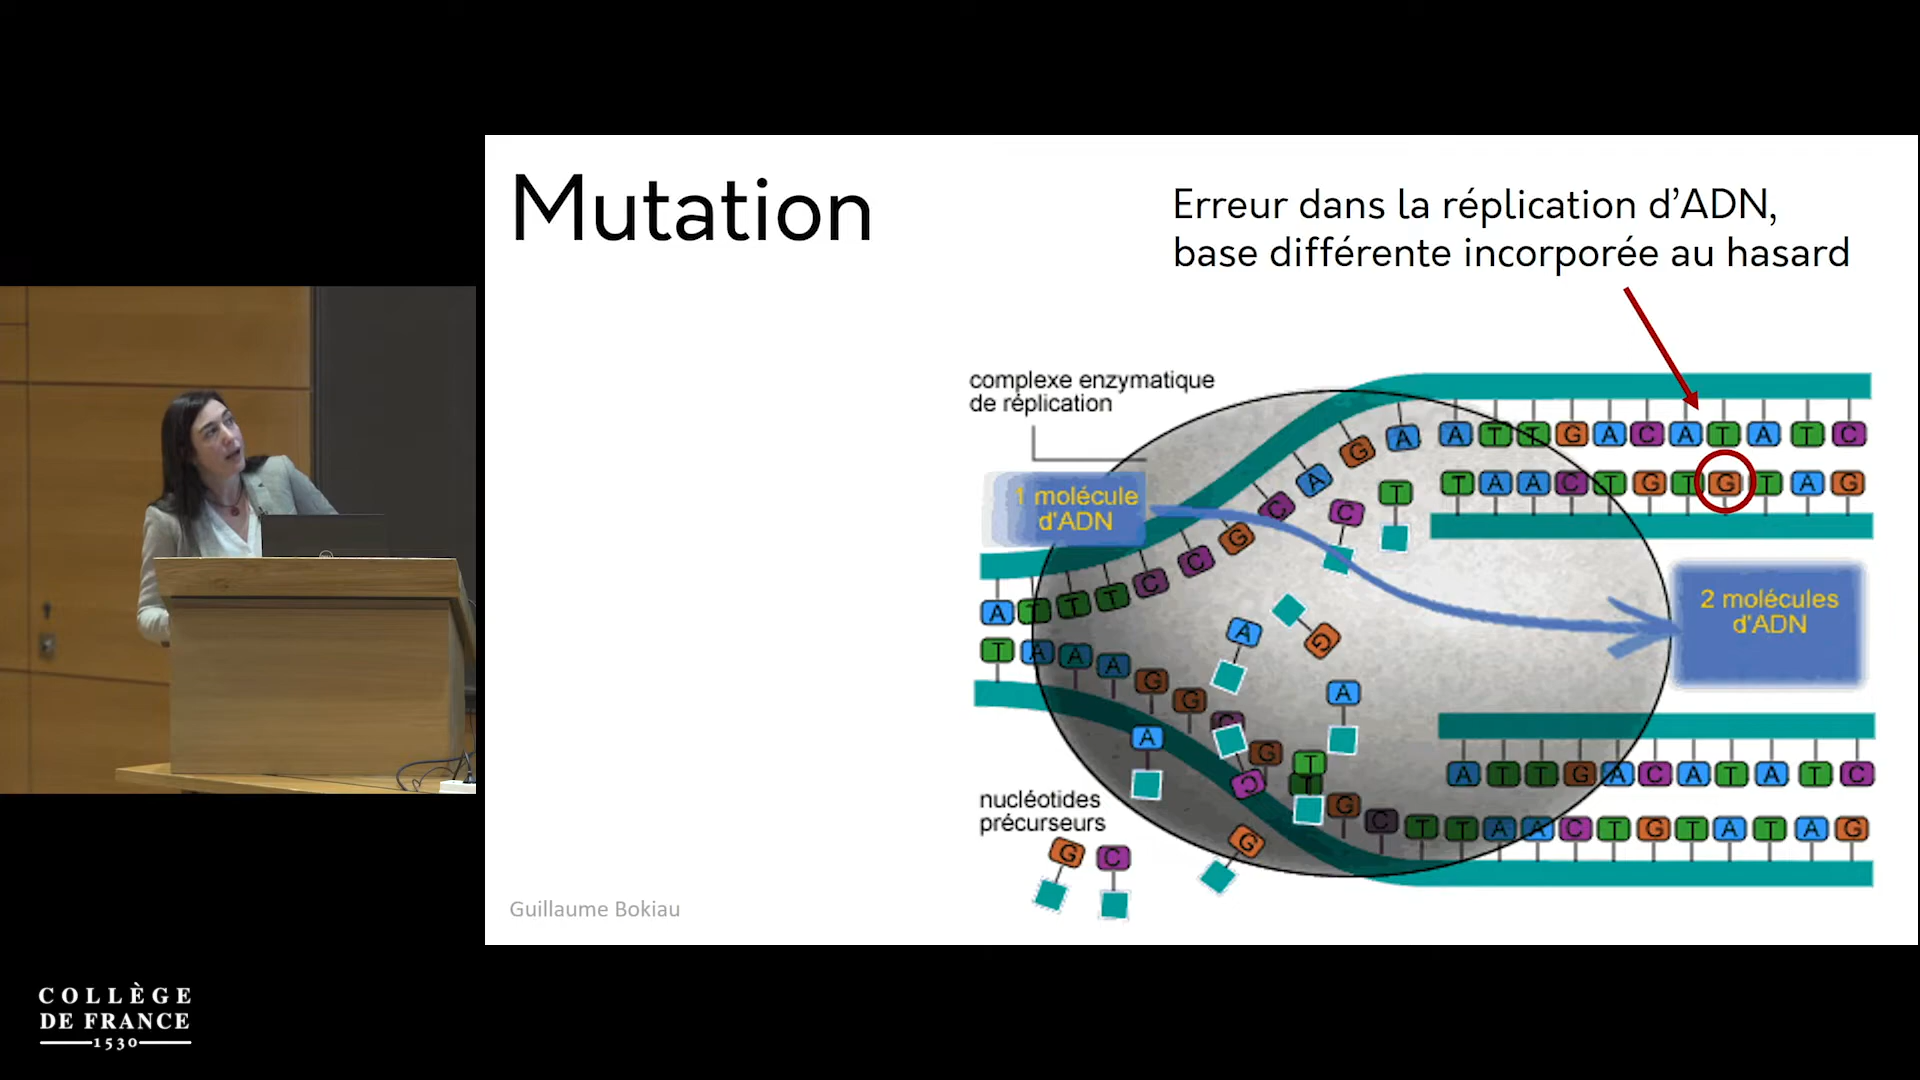 Mutation
Erreur dans la réplication d'ADN,
base différente incorporée au hasard
complexe enzymatique
de réplication
1 molécule
d'ADN
A T T G A C A T A T C
T A A C T G T G T A G
A G A C G C C T T T A
C T
2 molécules
d'ADN
A G
T A A A G G C G T G C T T A A C T G T A T A G
A
A
C
T
A T T G A C A T A T C
nucléotides
précurseurs
G C
G
Guillaume Bokiau
COLLÈGE
DE FRANCE
1530